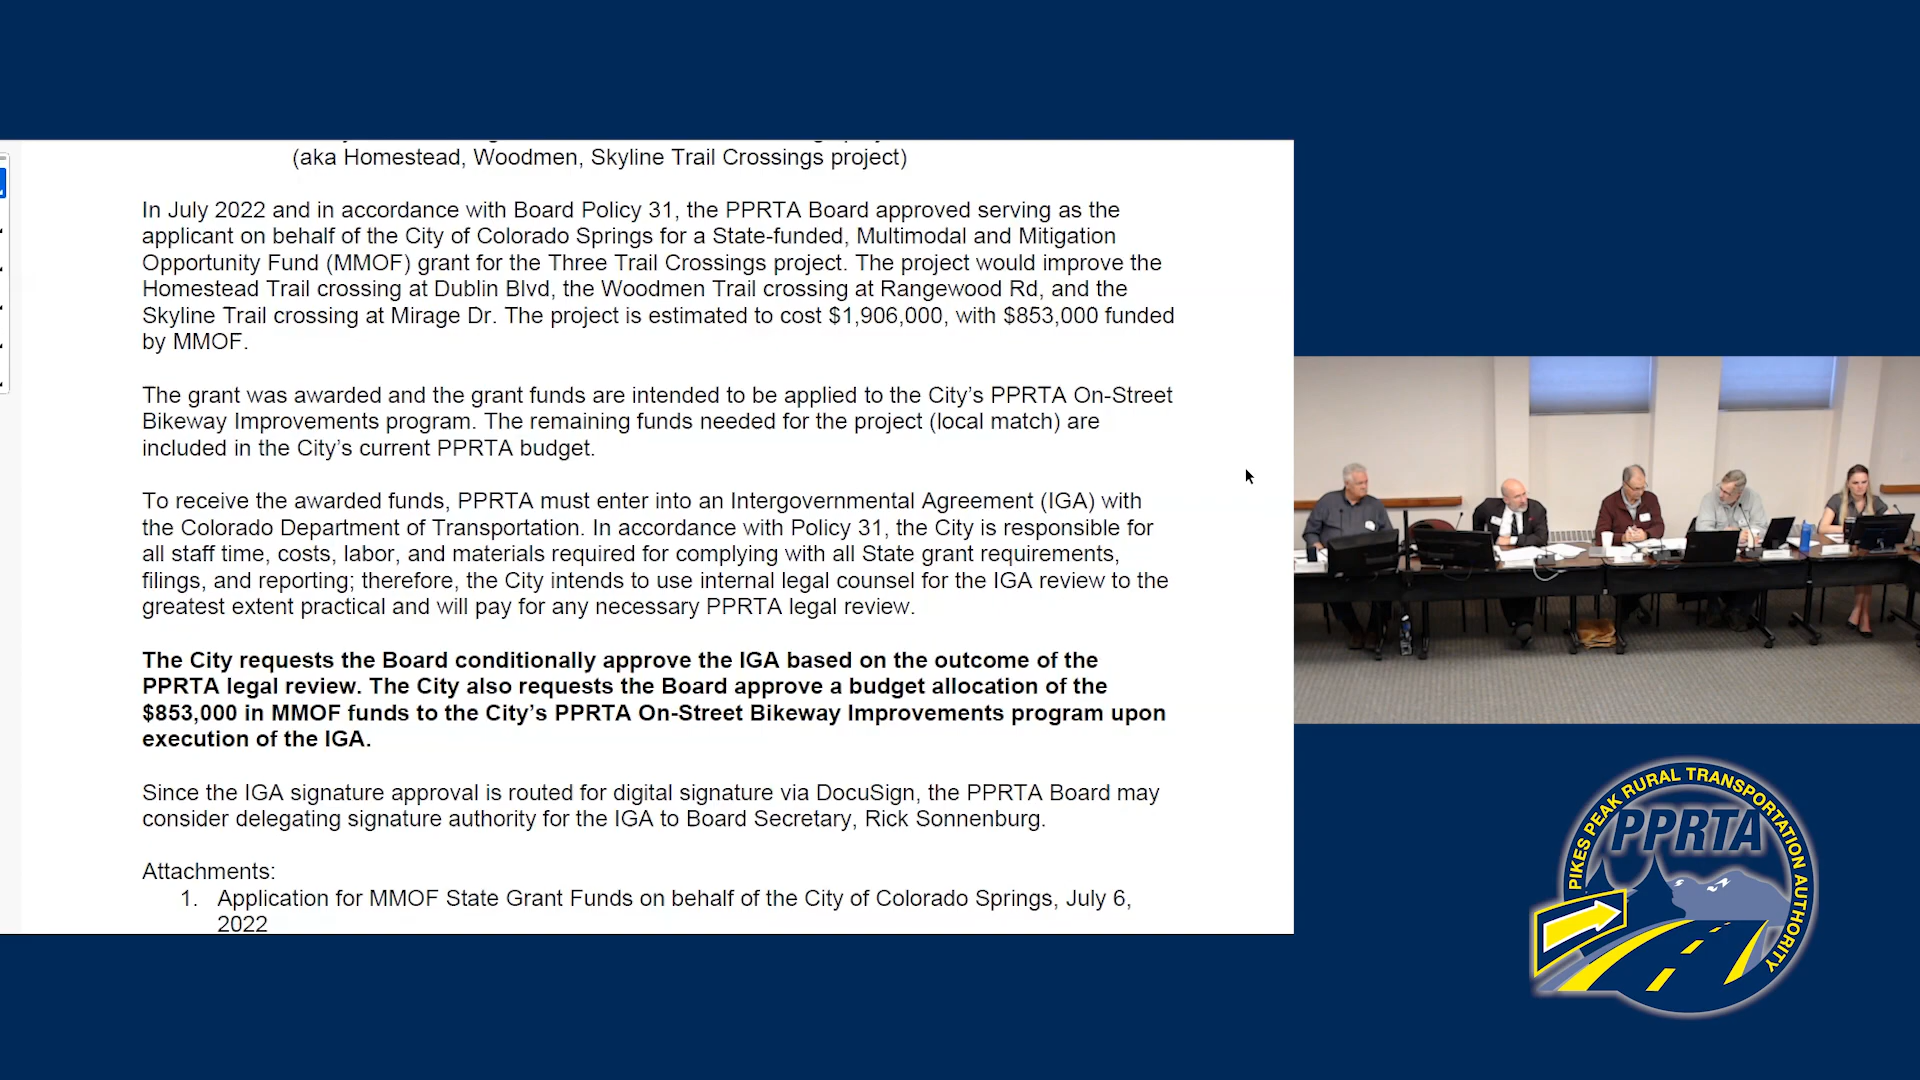 (aka Homestead, Woodmen, Skyline Trail Crossings project)
In July 2022 and in accordance with Board Policy 31, the PPRTA Board approved serving as the
applicant on behalf of the City of Colorado Springs for a State-funded, Multimodal and Mitigation
Opportunity Fund (MMOF) grant for the Three Trail Crossings project. The project would improve the
Homestead Trail crossing at Dublin Blvd, the Woodmen Trail crossing at Rangewood Rd, and the
Skyline Trail crossing at Mirage Dr. The project is estimated to cost $1,906,000, with $853,000 funded
by MMOF.
The grant was awarded and the grant funds are intended to be applied to the City's PPRTA On-Street
Bikeway Improvements program. The remaining funds needed for the project (local match) are
included in the City's current PPRTA budget.
To receive the awarded funds, PPRTA must enter into an Intergovernmental Agreement (IGA) with
the Colorado Department of Transportation. In accordance with Policy 31, the City is responsible for
all staff time, costs, labor, and materials required for complying with all State grant requirements,
filings, and reporting; therefore, the City intends to use internal legal counsel for the IGA review to the
greatest extent practical and will pay for any necessary PPRTA legal review.
The City requests the Board conditionally approve the IGA based on the outcome of the
PPRTA legal review. The City also requests the Board approve a budget allocation of the
$853,000 in MMOF funds to the City's PPRTA On-Street Bikeway Improvements program upon
execution of the IGA.
Since the IGA signature approval is routed for digital signature via DocuSign, the PPRTA Board may
consider delegating signature authority for the IGA to Board Secretary, Rick Sonnenburg.
Attachments:
1. Application for MMOF State Grant Funds on behalf of the City of Colorado Springs, July 6,
2022
PIKES PEAK RURAL TRANSPORTATION AUTHORITY
PPRTA